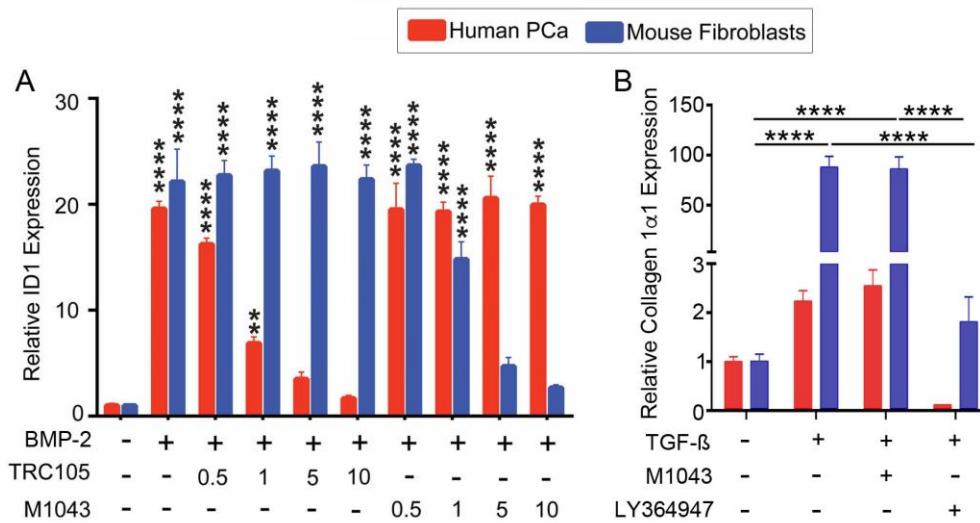 Human PCa Mouse Fibroblasts
A
Relative ID1 Expression
30
20
10
0
**** **** **** **** ** **** **** **** **** **** **** **** **** ****
BMP-2 - + + + + + + + + +
TRC105 - - 0.5 1 5 10 - - - -
M1043 - - - - - - 0.5 1 5 10
B
Relative Collagen 1α1 Expression
150
100
50
3
2
1
0
**** ****
**** ****
TGF-ß - + + +
M1043 - - + -
LY364947 - - - +